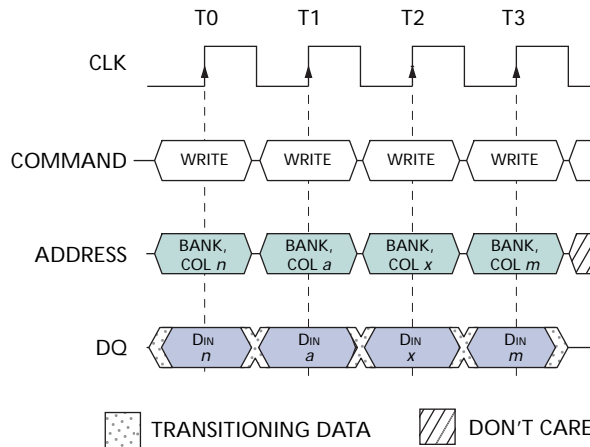 T0 T1 T2 T3
CLK
COMMAND WRITE WRITE WRITE WRITE
ADDRESS BANK, COL n BANK, COL a BANK, COL x BANK, COL m
DQ DIN n DIN a DIN x DIN m
TRANSITIONING DATA DON'T CARE